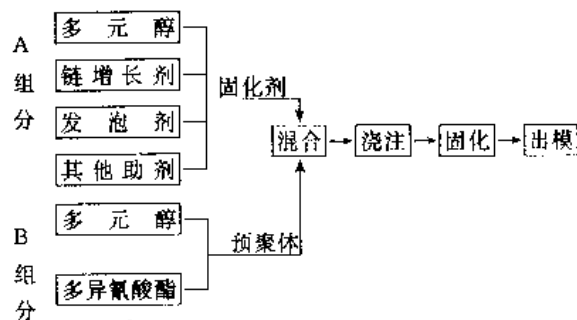 A组分
多元醇
链增长剂
发泡剂
其他助剂
固化剂
B组分
多元醇
多异氰酸酯
预聚体
混合
浇注
固化
出模